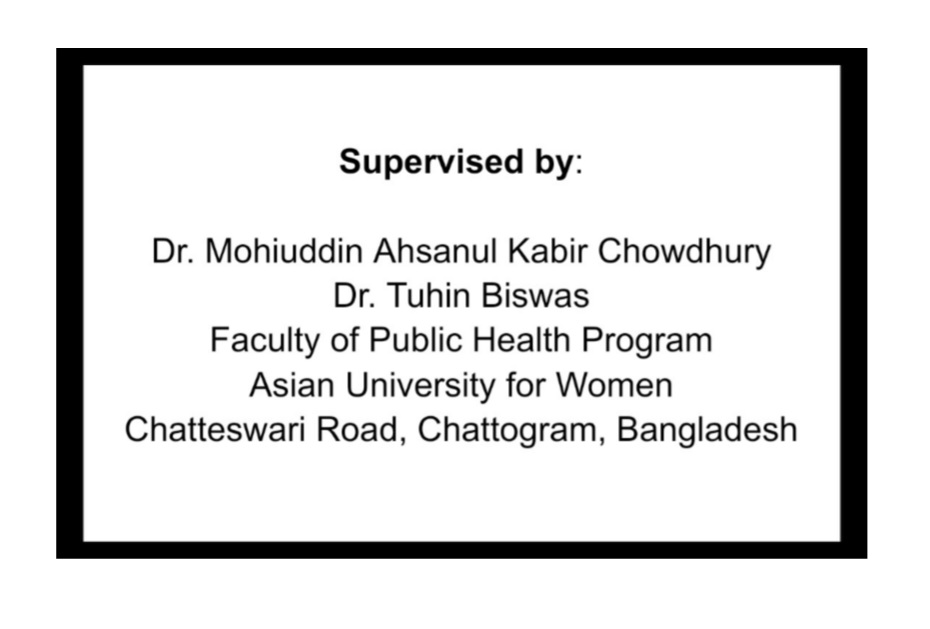 Supervised by:
Dr. Mohiuddin Ahsanul Kabir Chowdhury
Dr. Tuhin Biswas
Faculty of Public Health Program
Asian University for Women
Chatteswari Road, Chattogram, Bangladesh